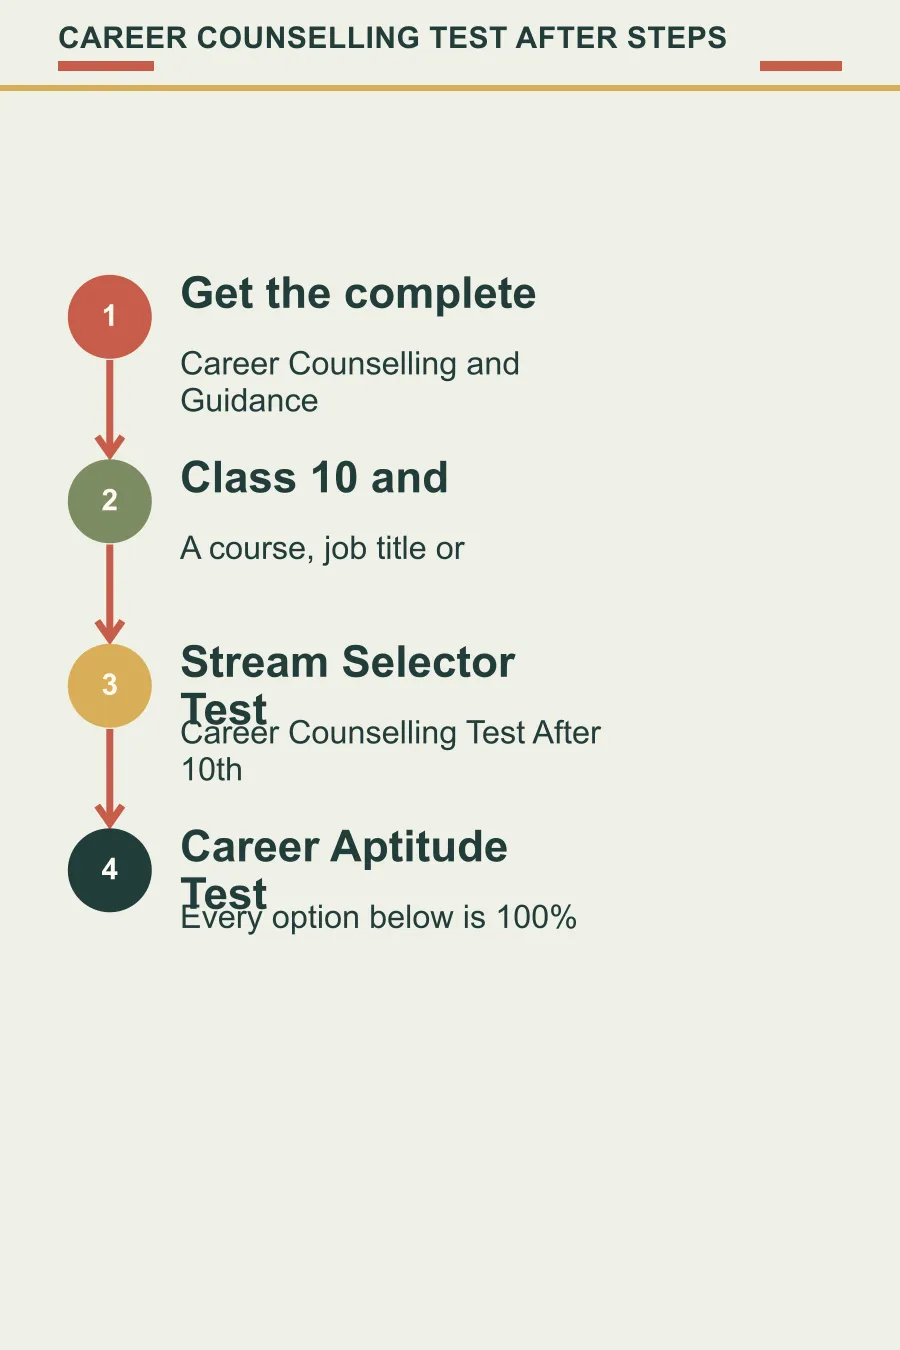 CAREER COUNSELLING TEST AFTER STEPS
1
Get the complete
Career Counselling and
Guidance
2
Class 10 and
A course, job title or
3
Stream Selector
Test
Career Counselling Test After
10th
4
Career Aptitude
Test
Every option below is 100%